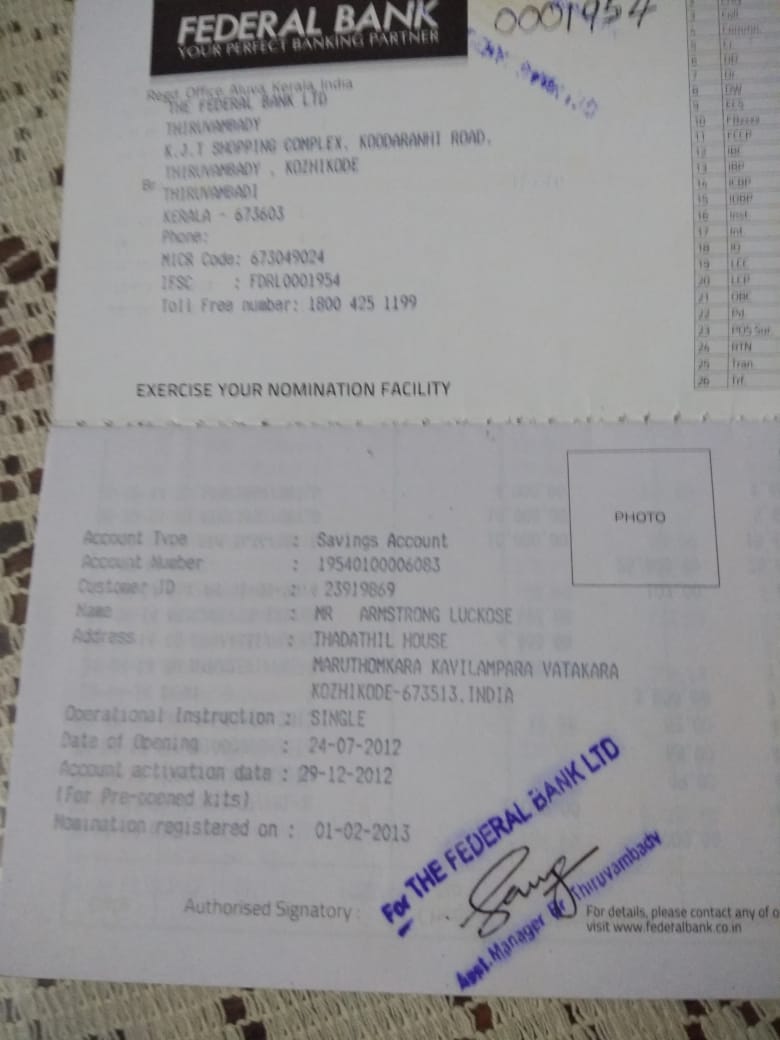 FEDERAL BANK
YOUR PERFECT BANKING PARTNER
0001954
Regd. Office: Aluva, Kerala, India
THE FEDERAL BANK LTD
THIRUVAMBADY
K.J.T SHOPPING COMPLEX, KOODARANHI ROAD,
THIRUVAMBADY , KOZHIKODE
Br.
THIRUVAMBADI
KERALA - 673603
Phone:
MICR Code: 673049024
IFSC : FDRL0001954
Toll Free number: 1800 425 1199
EXERCISE YOUR NOMINATION FACILITY
7
8 DW
9 EES
10
11 FCCP
12 IBC
13 IBP
14 ICBP
15 IOBP
16 Inst.
17 Int.
18 IQ
19 LCC
20 LCP
21 OBC
22 Pd.
23 POS Sur.
24 RTN
25 Tran
26 Trf.
PHOTO
Account Type : Savings Account
Account Number : 19540100006083
Customer ID : 23919869
Name : MR ARMSTRONG LUCKOSE
Address : THADATHIL HOUSE
MARUTHOMKARA KAVILAMPARA VATAKARA
KOZHIKODE-673513,INDIA
Operational Instruction : SINGLE
Date of Opening : 24-07-2012
Account activation date : 29-12-2012
(For Pre-opened kits)
Nomination registered on : 01-02-2013
For THE FEDERAL BANK LTD
Authorised Signatory :
Asst. Manager Br. Thiruvambady
For details, please contact any of o
visit www.federalbank.co.in